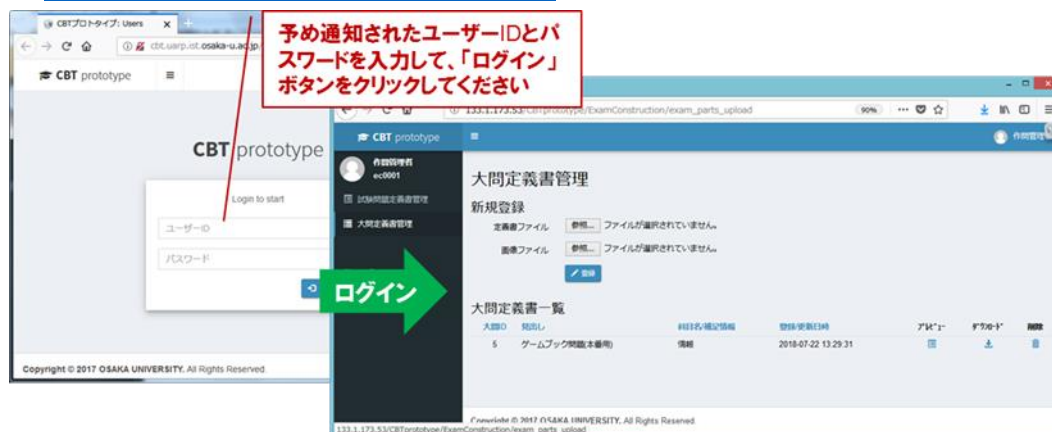 CBTプロトタイプ: Users
cbt.uarp.ist.osaka-u.ac.jp
CBT prototype
CBT prototype
Login to start
ユーザーID
パスワード
Copyright © 2017 OSAKA UNIVERSITY. All Rights Reserved.
予め通知されたユーザーIDとパ
スワードを入力して、「ログイン」
ボタンをクリックしてください
ログイン
133.1.173.53/CBTprototype/ExamConstruction/exam_parts_upload
90%
CBT prototype
作問管理
作問管理者
ec0001
試験問題定義書管理
大問定義書管理
大問定義書管理
新規登録
定義書ファイル 参照... ファイルが選択されていません。
画像ファイル 参照... ファイルが選択されていません。
登録
大問定義書一覧
大問ID 見出し 科目名/補記情報 登録/更新日時 プレビュー ダウンロード 削除
5 ゲームブック問題(本番用) 情報 2018-07-22 13:29:31
Copyright © 2017 OSAKA UNIVERSITY. All Rights Reserved.
133.1.173.53/CBTprototype/ExamConstruction/exam_parts_upload